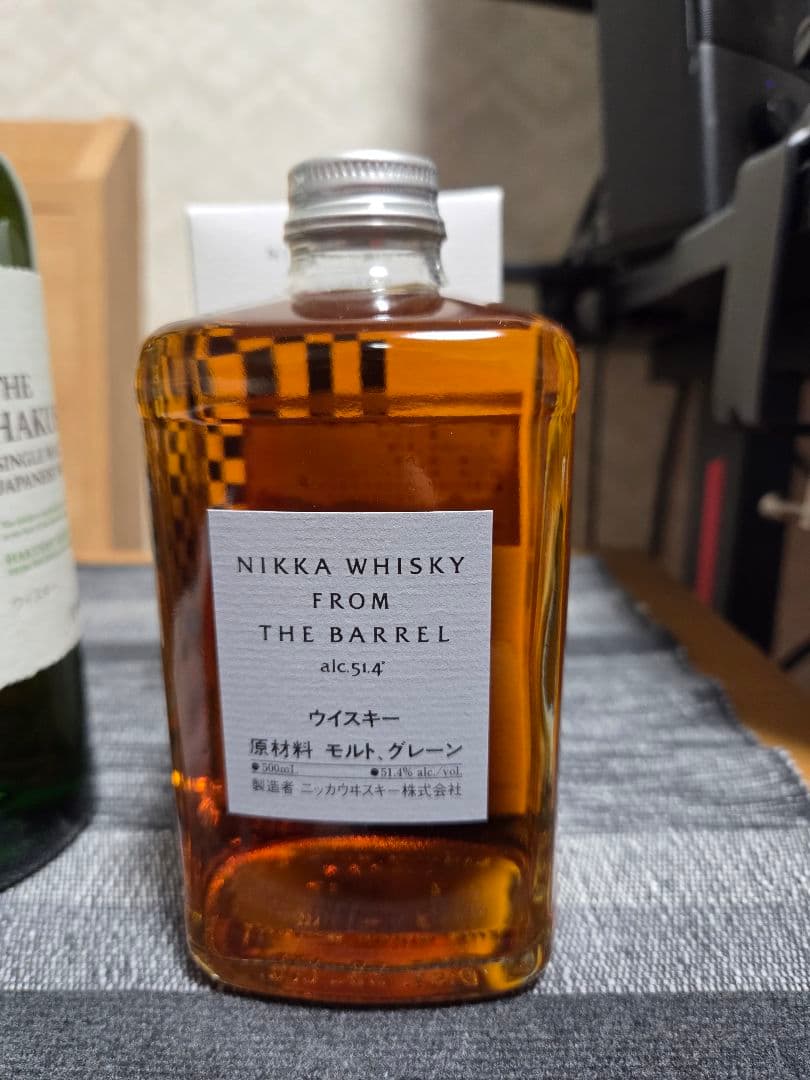 NIKKA WHISKY
FROM
THE BARREL
alc.51.4°
ウイスキー
原材料 モルト、グレーン
●500mL ●51.4% alc./vol.
製造者 ニッカウヰスキー株式会社
THE
HAKU
SINGLE M
JAPANESE
ウイスキー